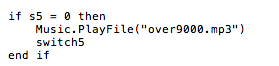 if s5 = 0 then
    Music.PlayFile("over9000.mp3")
    switch5
end if